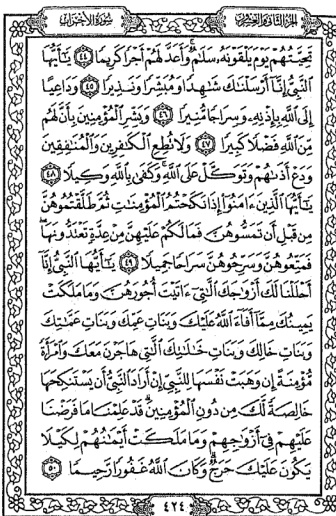 الجزء الثاني والعشرون سورة الأحزاب
تَحِيَّتُهُمْ يَوْمَ يَلْقَوْنَهُ سَلَٰمٌ وَأَعَدَّ لَهُمْ أَجْرًا كَرِيمًا ٤٤ يَٰٓأَيُّهَا
ٱلنَّبِيُّ إِنَّآ أَرْسَلْنَٰكَ شَٰهِدًا وَمُبَشِّرًا وَنَذِيرًا ٤٥ وَدَاعِيًا
إِلَى ٱللَّهِ بِإِذْنِهِۦ وَسِرَاجًا مُّنِيرًا ٤٦ وَبَشِّرِ ٱلْمُؤْمِنِينَ بِأَنَّ لَهُم
مِّنَ ٱللَّهِ فَضْلًا كَبِيرًا ٤٧ وَلَا تُطِعِ ٱلْكَٰفِرِينَ وَٱلْمُنَٰفِقِينَ
وَدَعْ أَذَىٰهُمْ وَتَوَكَّلْ عَلَى ٱللَّهِ وَكَفَىٰ بِٱللَّهِ وَكِيلًا ٤٨
يَٰٓأَيُّهَا ٱلَّذِينَ ءَامَنُوٓا۟ إِذَا نَكَحْتُمُ ٱلْمُؤْمِنَٰتِ ثُمَّ طَلَّقْتُمُوهُنَّ
مِن قَبْلِ أَن تَمَسُّوهُنَّ فَمَا لَكُمْ عَلَيْهِنَّ مِنْ عِدَّةٍ تَعْتَدُّونَهَا
فَمَتِّعُوهُنَّ وَسَرِّحُوهُنَّ سَرَاحًا جَمِيلًا ٤٩ يَٰٓأَيُّهَا ٱلنَّبِيُّ إِنَّآ
أَحْلَلْنَا لَكَ أَزْوَٰجَكَ ٱلَّٰتِيٓ ءَاتَيْتَ أُجُورَهُنَّ وَمَا مَلَكَتْ
يَمِينُكَ مِمَّآ أَفَآءَ ٱللَّهُ عَلَيْكَ وَبَنَاتِ عَمِّكَ وَبَنَاتِ عَمَّٰتِكَ
وَبَنَاتِ خَالِكَ وَبَنَاتِ خَٰلَٰتِكَ ٱلَّٰتِي هَاجَرْنَ مَعَكَ وَٱمْرَأَةً
مُّؤْمِنَةً إِن وَهَبَتْ نَفْسَهَا لِلنَّبِيِّ إِنْ أَرَادَ ٱلنَّبِيُّ أَن يَسْتَنكِحَهَا
خَالِصَةً لَّكَ مِن دُونِ ٱلْمُؤْمِنِينَ قَدْ عَلِمْنَا مَا فَرَضْنَا
عَلَيْهِمْ فِيٓ أَزْوَٰجِهِمْ وَمَا مَلَكَتْ أَيْمَٰنُهُمْ لِكَيْلَا
يَكُونَ عَلَيْكَ حَرَجٌ وَكَانَ ٱللَّهُ غَفُورًا رَّحِيمًا ٥٠
٤٢٤